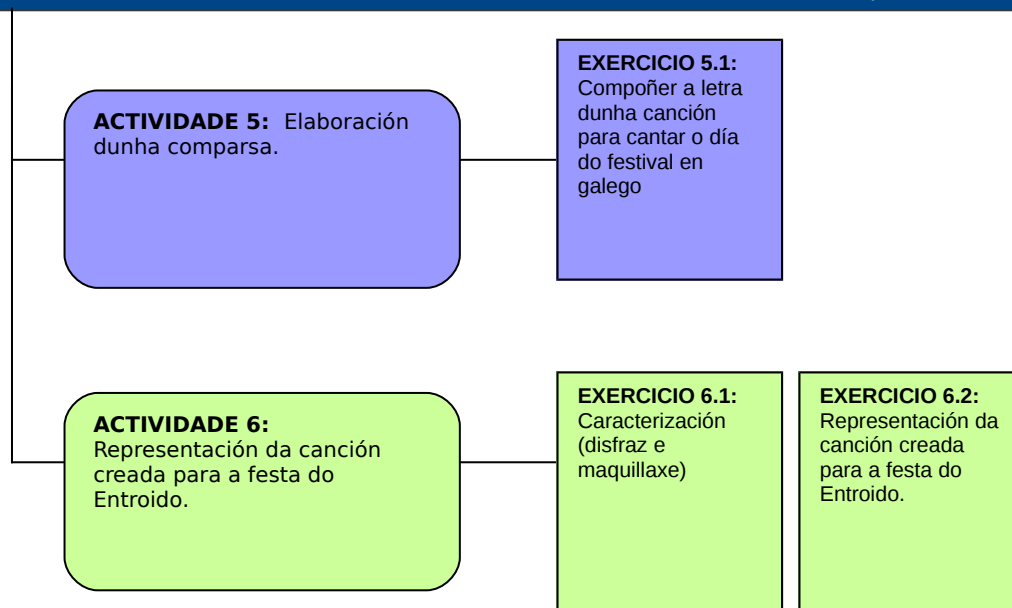 ACTIVIDADE 5: Elaboración
dunha comparsa.
EXERCICIO 5.1:
Compoñer a letra
dunha canción
para cantar o día
do festival en
galego
ACTIVIDADE 6:
Representación da canción
creada para a festa do
Entroido.
EXERCICIO 6.1:
Caracterización
(disfraz e
maquillaxe)
EXERCICIO 6.2:
Representación da
canción creada
para a festa do
Entroido.